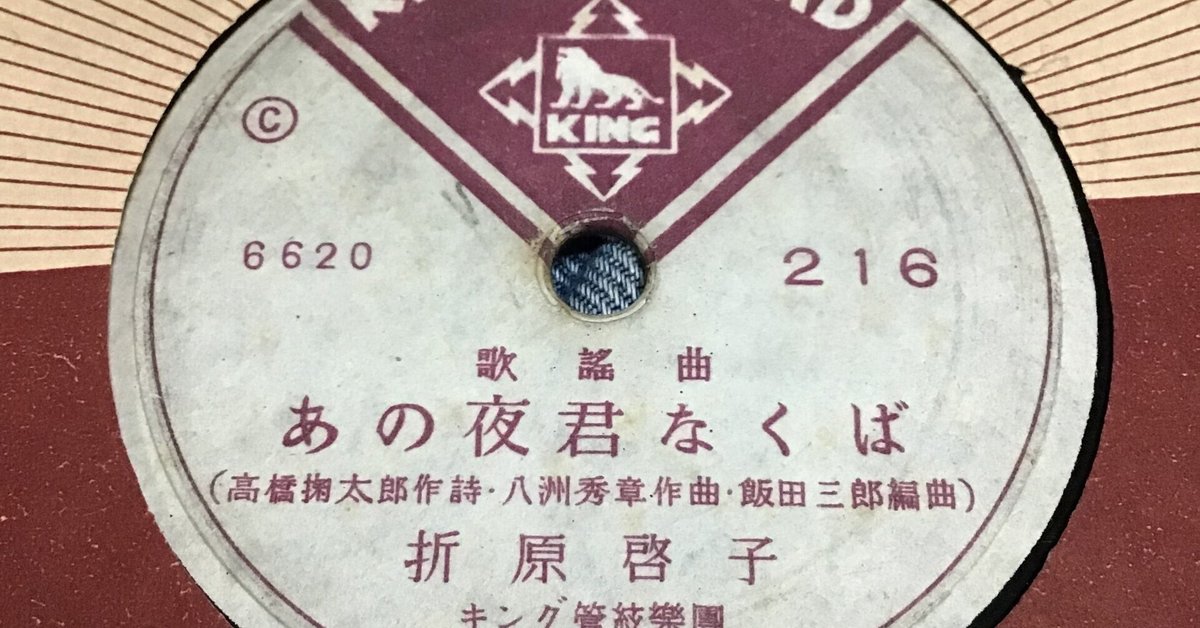 KING
©
6620
216
歌謠曲
あの夜君なくば
(高橋掬太郎作詩・八洲秀章作曲・飯田三郎編曲)
折原啓子
キング管絃樂團